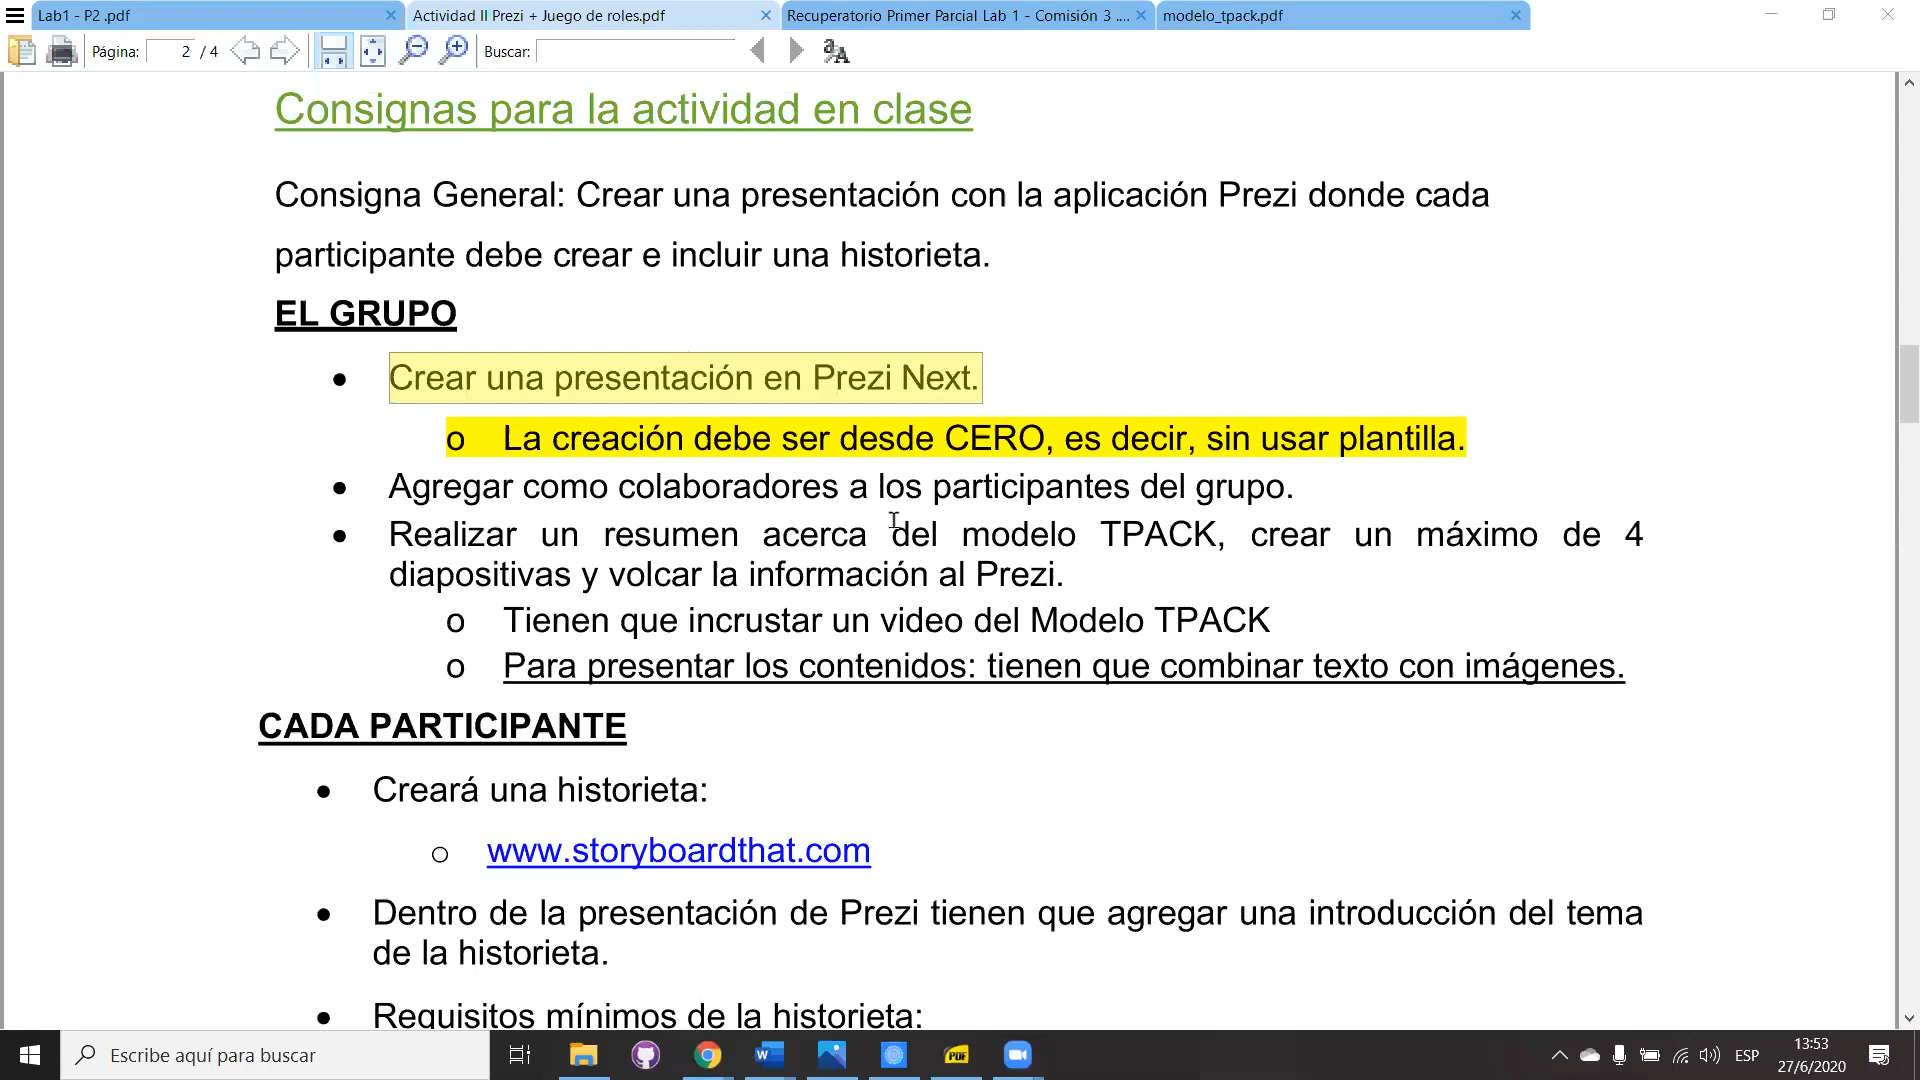 Lab1 - P2 .pdf
Actividad II Prezi + Juego de roles.pdf
Recuperatorio Primer Parcial Lab 1 - Comisión 3 ....
modelo_tpack.pdf
Página: 2 / 4
Buscar:
Consignas para la actividad en clase
Consigna General: Crear una presentación con la aplicación Prezi donde cada
participante debe crear e incluir una historieta.
EL GRUPO
• Crear una presentación en Prezi Next.
o La creación debe ser desde CERO, es decir, sin usar plantilla.
• Agregar como colaboradores a los participantes del grupo.
• Realizar un resumen acerca del modelo TPACK, crear un máximo de 4
diapositivas y volcar la información al Prezi.
o Tienen que incrustar un video del Modelo TPACK
o Para presentar los contenidos: tienen que combinar texto con imágenes.
CADA PARTICIPANTE
• Creará una historieta:
o www.storyboardthat.com
• Dentro de la presentación de Prezi tienen que agregar una introducción del tema
de la historieta.
• Requisitos mínimos de la historieta:
Escribe aquí para buscar
W
PDF
ESP
13:53
27/6/2020